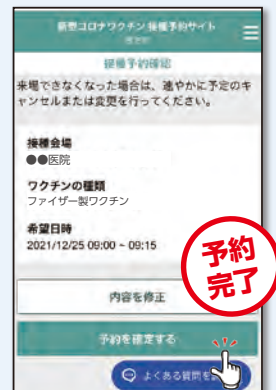 新型コロナワクチン接種予約サイト
接種予約確認
来場できなくなった場合は、速やかに予定のキ
ャンセルまたは変更を行ってください。
接種会場
●●医院
ワクチンの種類
ファイザー製ワクチン
希望日時
2021/12/25 09:00 ~ 09:15
予約
完了
内容を修正
予約を確定する
よくある質問を